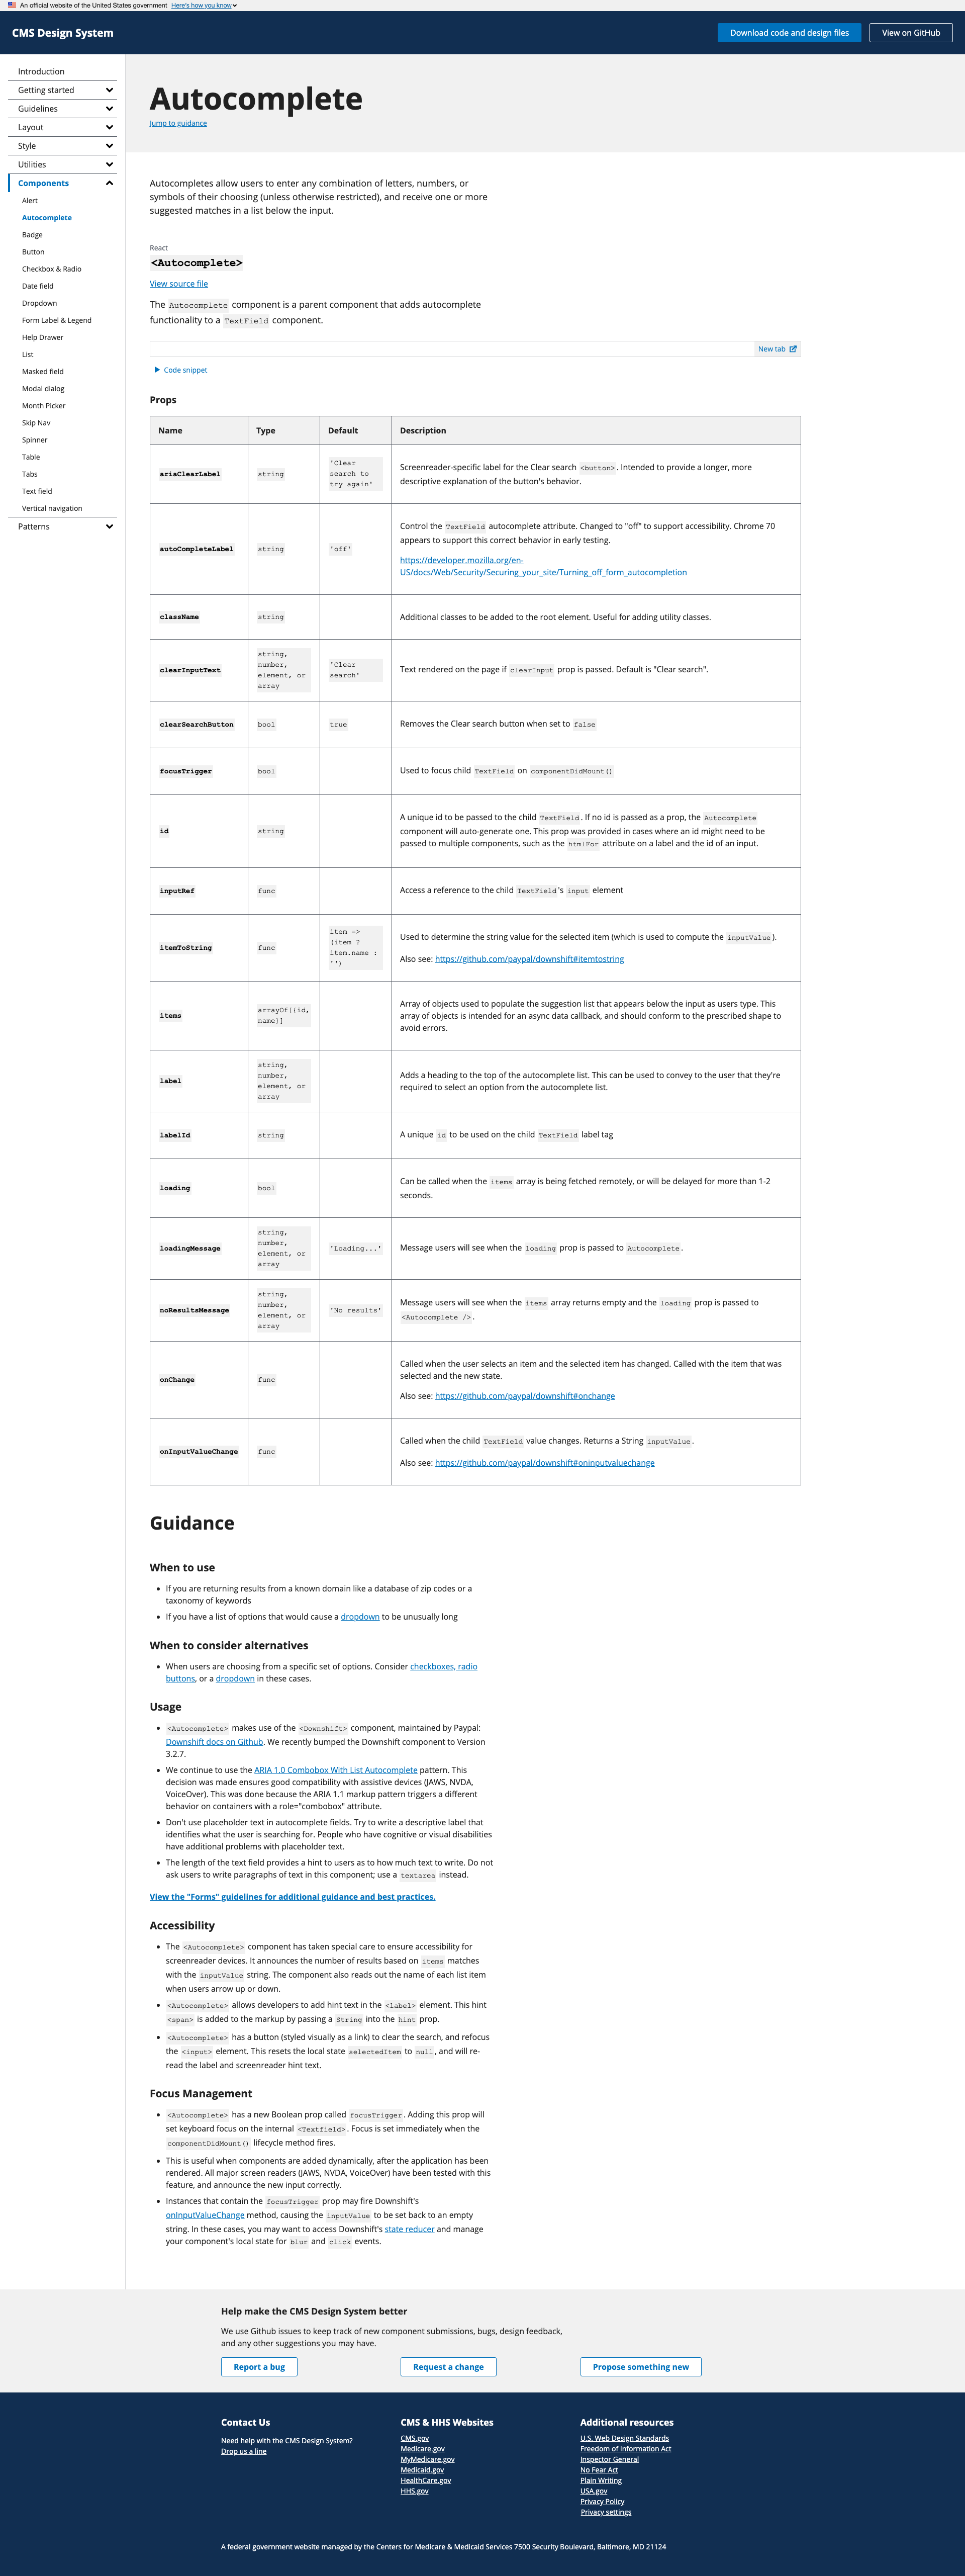 An official website of the United States government Here's how you know
CMS Design System
Download code and design files
View on GitHub
Introduction
Getting started
Guidelines
Layout
Style
Utilities
Components
Alert
Autocomplete
Badge
Button
Checkbox & Radio
Date field
Dropdown
Form Label & Legend
Help Drawer
List
Masked field
Modal dialog
Month Picker
Skip Nav
Spinner
Table
Tabs
Text field
Vertical navigation
Patterns
Autocomplete
Jump to guidance
Autocompletes allow users to enter any combination of letters, numbers, or
symbols of their choosing (unless otherwise restricted), and receive one or more
suggested matches in a list below the input.
React
<Autocomplete>
View source file
The Autocomplete component is a parent component that adds autocomplete
functionality to a TextField component.
New tab
Code snippet
Props
Name Type Default Description
ariaClearLabel
string
'Clear
search to
try again'
Screenreader-specific label for the Clear search <button>. Intended to provide a longer, more
descriptive explanation of the button's behavior.
autoCompleteLabel
string
'off'
Control the TextField autocomplete attribute. Changed to "off" to support accessibility. Chrome 70
appears to support this correct behavior in early testing.
https://developer.mozilla.org/en-
US/docs/Web/Security/Securing_your_site/Turning_off_form_autocompletion
className
string
Additional classes to be added to the root element. Useful for adding utility classes.
clearInputText
string,
number,
element, or
array
'Clear
search'
Text rendered on the page if clearInput prop is passed. Default is "Clear search".
clearSearchButton
bool
true
Removes the Clear search button when set to false
focusTrigger
bool
Used to focus child TextField on componentDidMount()
id
string
A unique id to be passed to the child TextField. If no id is passed as a prop, the Autocomplete
component will auto-generate one. This prop was provided in cases where an id might need to be
passed to multiple components, such as the htmlFor attribute on a label and the id of an input.
inputRef
func
Access a reference to the child TextField's input element
itemToString
func
item =>
(item ?
item.name :
'')
Used to determine the string value for the selected item (which is used to compute the inputValue).
Also see: https://github.com/paypal/downshift#itemtostring
items
arrayOf[{id,
name}]
Array of objects used to populate the suggestion list that appears below the input as users type. This
array of objects is intended for an async data callback, and should conform to the prescribed shape to
avoid errors.
label
string,
number,
element, or
array
Adds a heading to the top of the autocomplete list. This can be used to convey to the user that they're
required to select an option from the autocomplete list.
labelId
string
A unique id to be used on the child TextField label tag
loading
bool
Can be called when the items array is being fetched remotely, or will be delayed for more than 1-2
seconds.
loadingMessage
string,
number,
element, or
array
'Loading...'
Message users will see when the loading prop is passed to Autocomplete.
noResultsMessage
string,
number,
element, or
array
'No results'
Message users will see when the items array returns empty and the loading prop is passed to
<Autocomplete />.
onChange
func
Called when the user selects an item and the selected item has changed. Called with the item that was
selected and the new state.
Also see: https://github.com/paypal/downshift#onchange
onInputValueChange
func
Called when the child TextField value changes. Returns a String inputValue.
Also see: https://github.com/paypal/downshift#oninputvaluechange
Guidance
When to use
• If you are returning results from a known domain like a database of zip codes or a
taxonomy of keywords
• If you have a list of options that would cause a dropdown to be unusually long
When to consider alternatives
• When users are choosing from a specific set of options. Consider checkboxes, radio
buttons, or a dropdown in these cases.
Usage
• <Autocomplete> makes use of the <Downshift> component, maintained by Paypal:
Downshift docs on Github. We recently bumped the Downshift component to Version
3.2.7.
• We continue to use the ARIA 1.0 Combobox With List Autocomplete pattern. This
decision was made ensures good compatibility with assistive devices (JAWS, NVDA,
VoiceOver). This was done because the ARIA 1.1 markup pattern triggers a different
behavior on containers with a role="combobox" attribute.
• Don't use placeholder text in autocomplete fields. Try to write a descriptive label that
identifies what the user is searching for. People who have cognitive or visual disabilities
have additional problems with placeholder text.
• The length of the text field provides a hint to users as to how much text to write. Do not
ask users to write paragraphs of text in this component; use a textarea instead.
View the "Forms" guidelines for additional guidance and best practices.
Accessibility
• The <Autocomplete> component has taken special care to ensure accessibility for
screenreader devices. It announces the number of results based on items matches
with the inputValue string. The component also reads out the name of each list item
when users arrow up or down.
• <Autocomplete> allows developers to add hint text in the <label> element. This hint
<span> is added to the markup by passing a String into the hint prop.
• <Autocomplete> has a button (styled visually as a link) to clear the search, and refocus
the <input> element. This resets the local state selectedItem to null, and will re-
read the label and screenreader hint text.
Focus Management
• <Autocomplete> has a new Boolean prop called focusTrigger. Adding this prop will
set keyboard focus on the internal <Textfield>. Focus is set immediately when the
componentDidMount() lifecycle method fires.
• This is useful when components are added dynamically, after the application has been
rendered. All major screen readers (JAWS, NVDA, VoiceOver) have been tested with this
feature, and announce the new input correctly.
• Instances that contain the focusTrigger prop may fire Downshift's
onInputValueChange method, causing the inputValue to be set back to an empty
string. In these cases, you may want to access Downshift's state reducer and manage
your component's local state for blur and click events.
Help make the CMS Design System better
We use Github issues to keep track of new component submissions, bugs, design feedback,
and any other suggestions you may have.
Report a bug
Request a change
Propose something new
Contact Us
Need help with the CMS Design System?
Drop us a line
CMS & HHS Websites
CMS.gov
Medicare.gov
MyMedicare.gov
Medicaid.gov
HealthCare.gov
HHS.gov
Additional resources
U.S. Web Design Standards
Freedom of Information Act
Inspector General
No Fear Act
Plain Writing
USA.gov
Privacy Policy
Privacy settings
A federal government website managed by the Centers for Medicare & Medicaid Services 7500 Security Boulevard, Baltimore, MD 21124